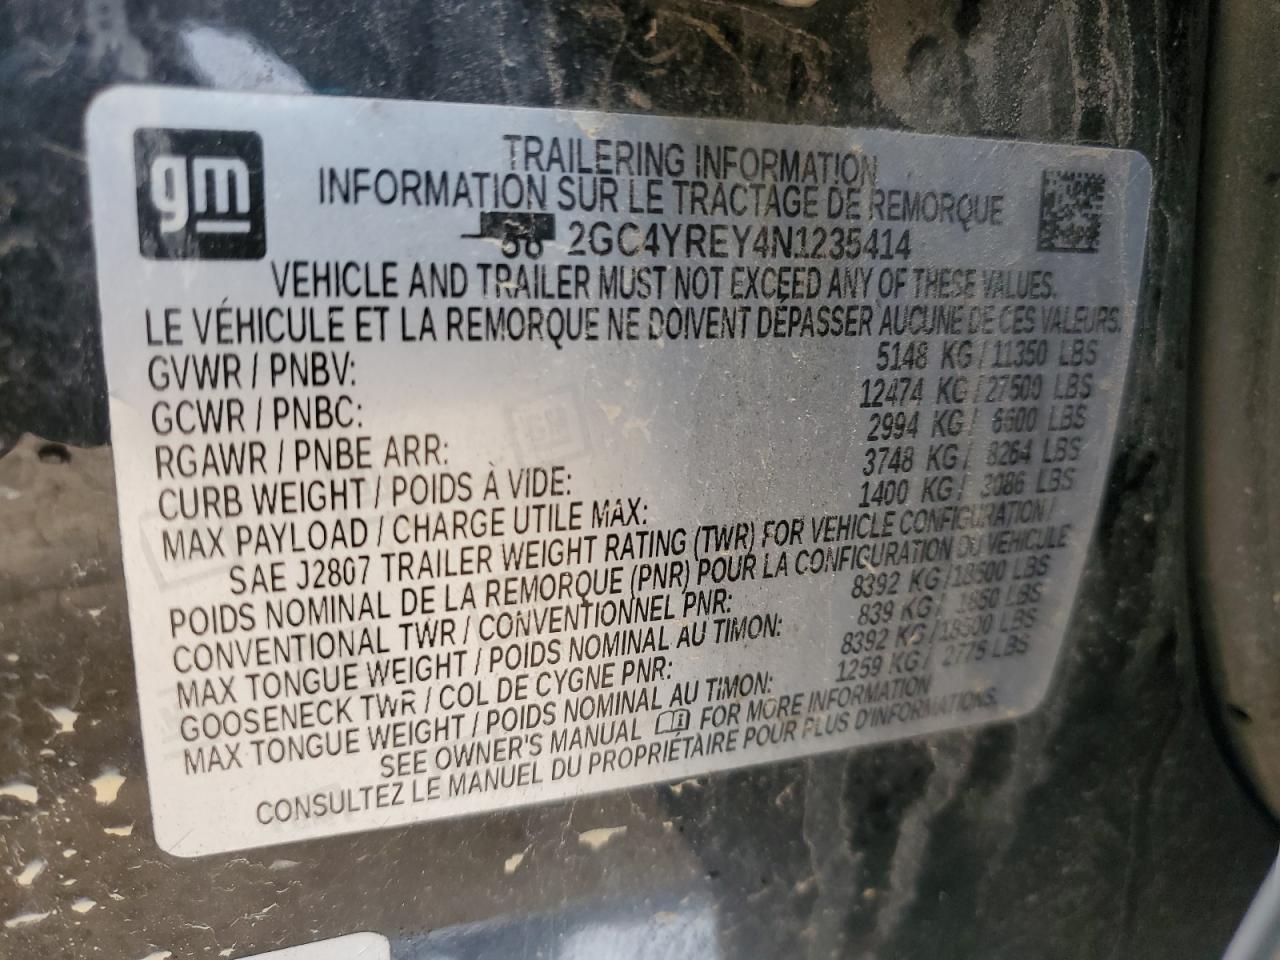 gm
TRAILERING INFORMATION
INFORMATION SUR LE TRACTAGE DE REMORQUE
2GC4YREY4N1235414
VEHICLE AND TRAILER MUST NOT EXCEED ANY OF THESE VALUES.
LE VÉHICULE ET LA REMORQUE NE DOIVENT DÉPASSER AUCUNE DE CES VALEURS.
GVWR / PNBV: 5148 KG / 11350 LBS
GCWR / PNBC: 12474 KG / 27500 LBS
RGAWR / PNBE ARR: 2994 KG / 6600 LBS
CURB WEIGHT / POIDS À VIDE: 3748 KG / 8264 LBS
MAX PAYLOAD / CHARGE UTILE MAX: 1400 KG / 3086 LBS
SAE J2807 TRAILER WEIGHT RATING (TWR) FOR VEHICLE CONFIGURATION /
POIDS NOMINAL DE LA REMORQUE (PNR) POUR LA CONFIGURATION DU VEHICULE
CONVENTIONAL TWR / CONVENTIONNEL PNR: 8392 KG / 18500 LBS
MAX TONGUE WEIGHT / POIDS NOMINAL AU TIMON: 839 KG / 1850 LBS
GOOSENECK TWR / COL DE CYGNE PNR: 8392 KG / 18500 LBS
MAX TONGUE WEIGHT / POIDS NOMINAL AU TIMON: 1259 KG / 2775 LBS
SEE OWNER'S MANUAL FOR MORE INFORMATION
CONSULTEZ LE MANUEL DU PROPRIÉTAIRE POUR PLUS D'INFORMATIONS.